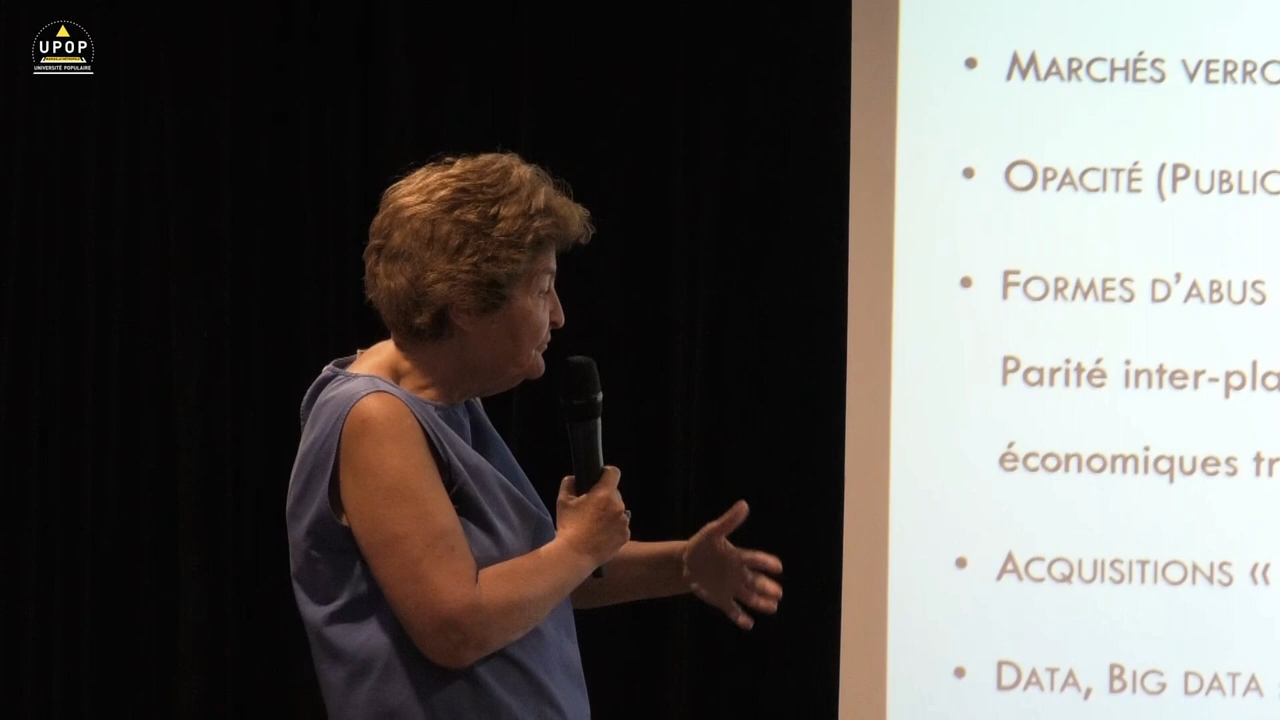 UPOP
UNIVERSITÉ POPULAIRE
• MARCHÉS
• OPACITÉ
• FORMES D'ABUS
Parité
économiques
• ACQUISITIONS «
• DATA, BIG DATA